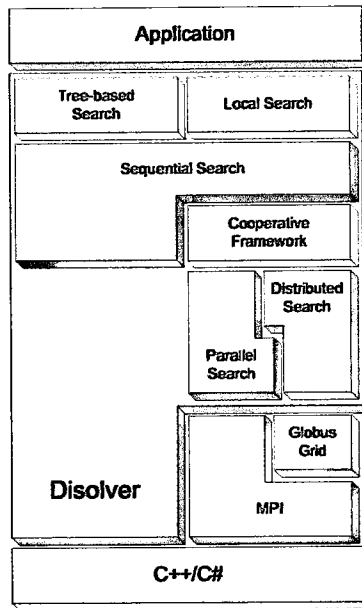 Application
Tree-based
Search
Local Search
Sequential Search
Cooperative
Framework
Distributed
Search
Parallel
Search
Globus
Grid
Disolver
MPI
C++/C#